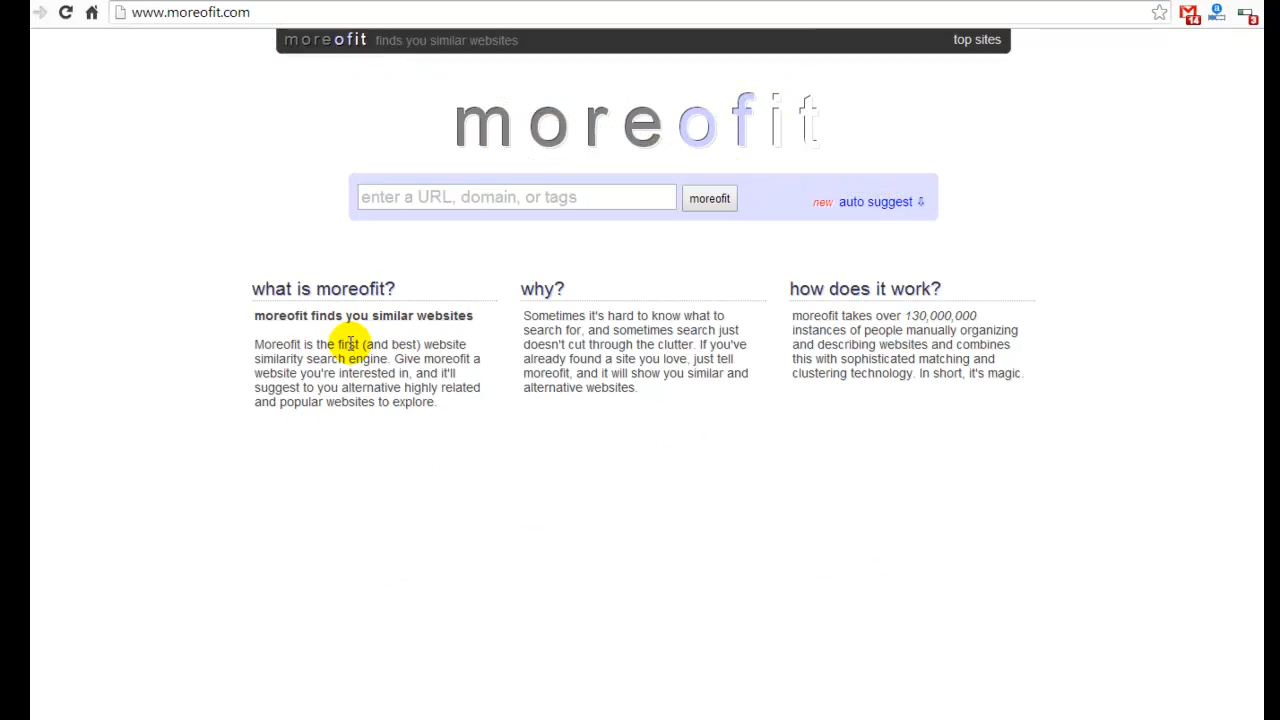 www.moreofit.com
14
a
3
moreofit finds you similar websites
top sites
moreofit
enter a URL, domain, or tags
moreofit
new auto suggest ⇩
what is moreofit?
moreofit finds you similar websites
Moreofit is the first (and best) website
similarity search engine. Give moreofit a
website you're interested in, and it'll
suggest to you alternative highly related
and popular websites to explore.
why?
Sometimes it's hard to know what to
search for, and sometimes search just
doesn't cut through the clutter. If you've
already found a site you love, just tell
moreofit, and it will show you similar and
alternative websites.
how does it work?
moreofit takes over 130,000,000
instances of people manually organizing
and describing websites and combines
this with sophisticated matching and
clustering technology. In short, it's magic.